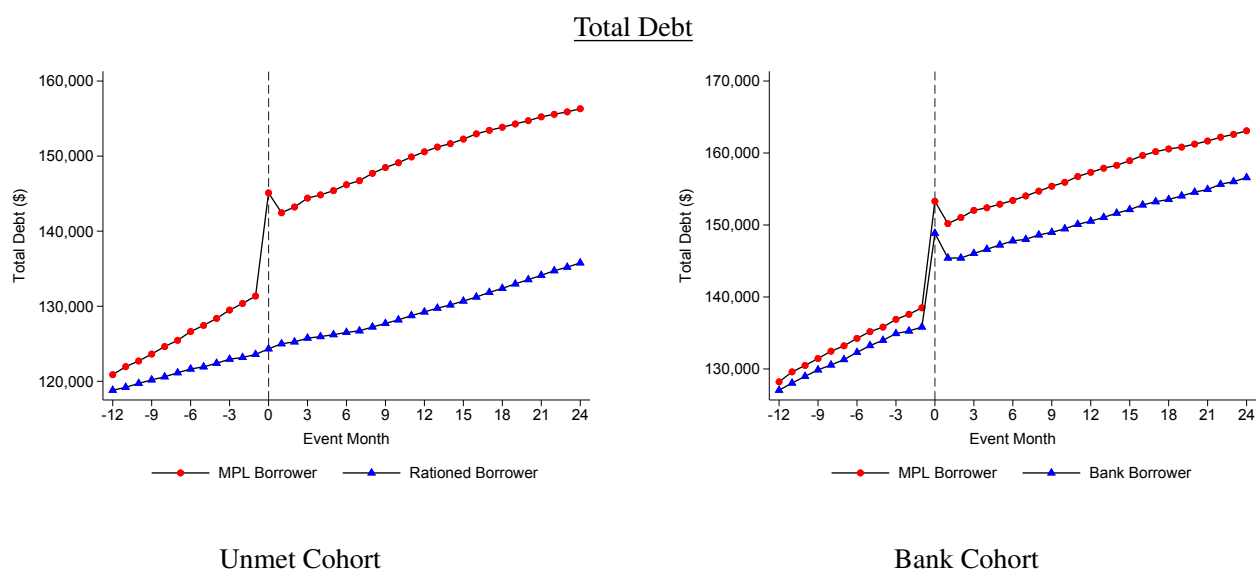 Total Debt
160,000
150,000
140,000
130,000
120,000
Total Debt ($)
-12 -9 -6 -3 0 3 6 9 12 15 18 21 24
Event Month
MPL Borrower Rationed Borrower
Unmet Cohort
170,000
160,000
150,000
140,000
130,000
Total Debt ($)
-12 -9 -6 -3 0 3 6 9 12 15 18 21 24
Event Month
MPL Borrower Bank Borrower
Bank Cohort